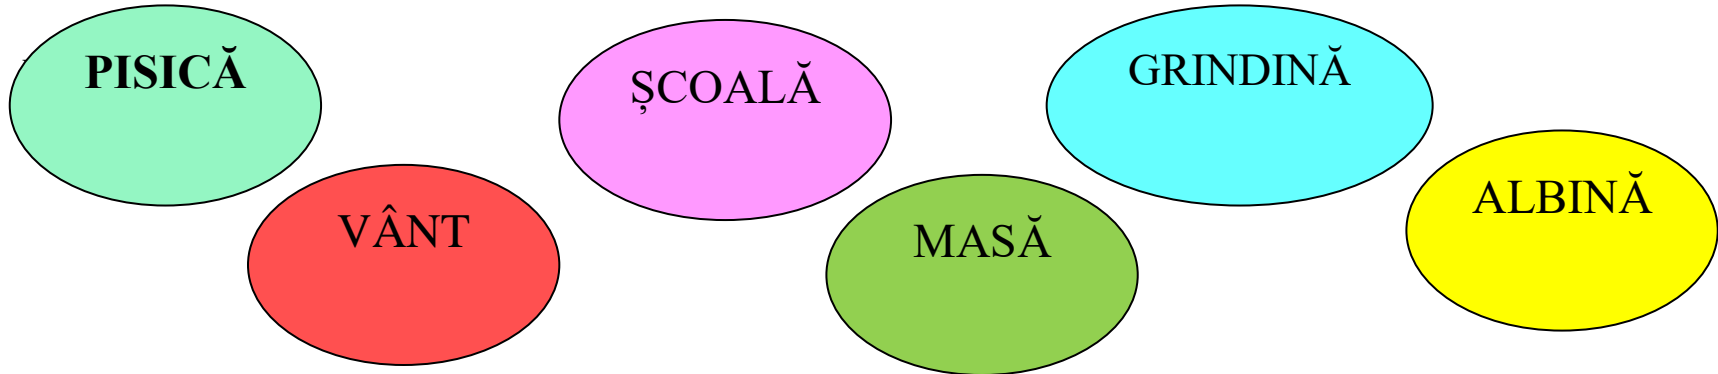 PISICĂ
ȘCOALĂ
GRINDINĂ
VÂNT
MASĂ
ALBINĂ